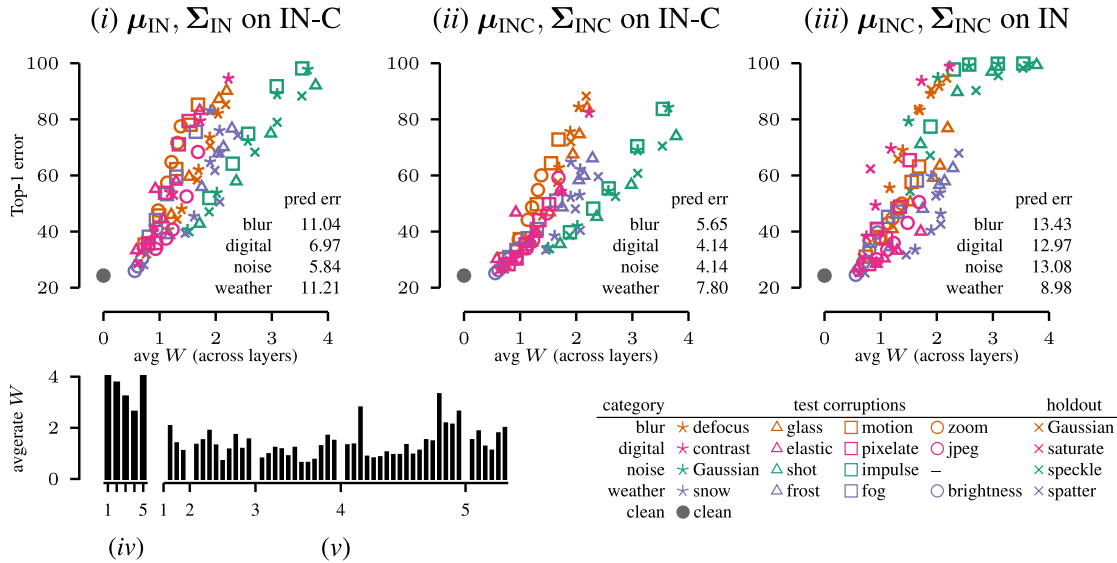 (i) μIN, ΣIN on IN-C
(ii) μINC, ΣINC on IN-C
(iii) μINC, ΣINC on IN
Top-1 error
100
80
60
40
20
pred err
blur 11.04
digital 6.97
noise 5.84
weather 11.21
0 1 2 3 4
avg W (across layers)
100
80
60
40
20
pred err
blur 5.65
digital 4.14
noise 4.14
weather 7.80
0 1 2 3 4
avg W (across layers)
100
80
60
40
20
pred err
blur 13.43
digital 12.97
noise 13.08
weather 8.98
0 1 2 3 4
avg W (across layers)
avgerate W
4
2
0
1 5
(iv)
1 2 3 4 5
(v)
category test corruptions holdout
blur defocus glass motion zoom Gaussian
digital contrast elastic pixelate jpeg saturate
noise Gaussian shot impulse – speckle
weather snow frost fog brightness spatter
clean clean